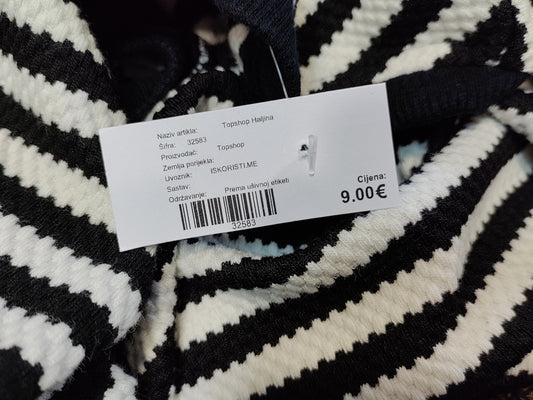 Naziv artikla: Topshop Haljina
Šifra: 32583
Proizvođač: Topshop
Zemlja porijekla:
Uvoznik: ISKORISTI.ME
Sastav:
Održavanje: Prema ušivnoj etiketi
32583
Cijena:
9.00€